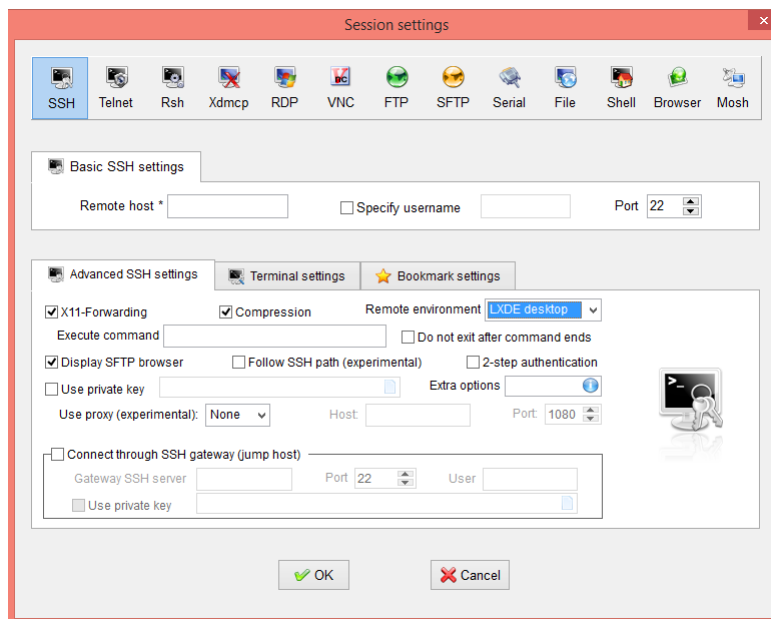 Session settings
SSH Telnet Rsh Xdmcp RDP VNC FTP SFTP Serial File Shell Browser Mosh
Basic SSH settings
Remote host * Specify username Port 22
Advanced SSH settings Terminal settings Bookmark settings
X11-Forwarding Compression Remote environment LXDE desktop
Execute command Do not exit after command ends
Display SFTP browser Follow SSH path (experimental) 2-step authentication
Use private key Extra options
Use proxy (experimental): None Host: Port: 1080
Connect through SSH gateway (jump host)
Gateway SSH server Port 22 User
Use private key
OK Cancel